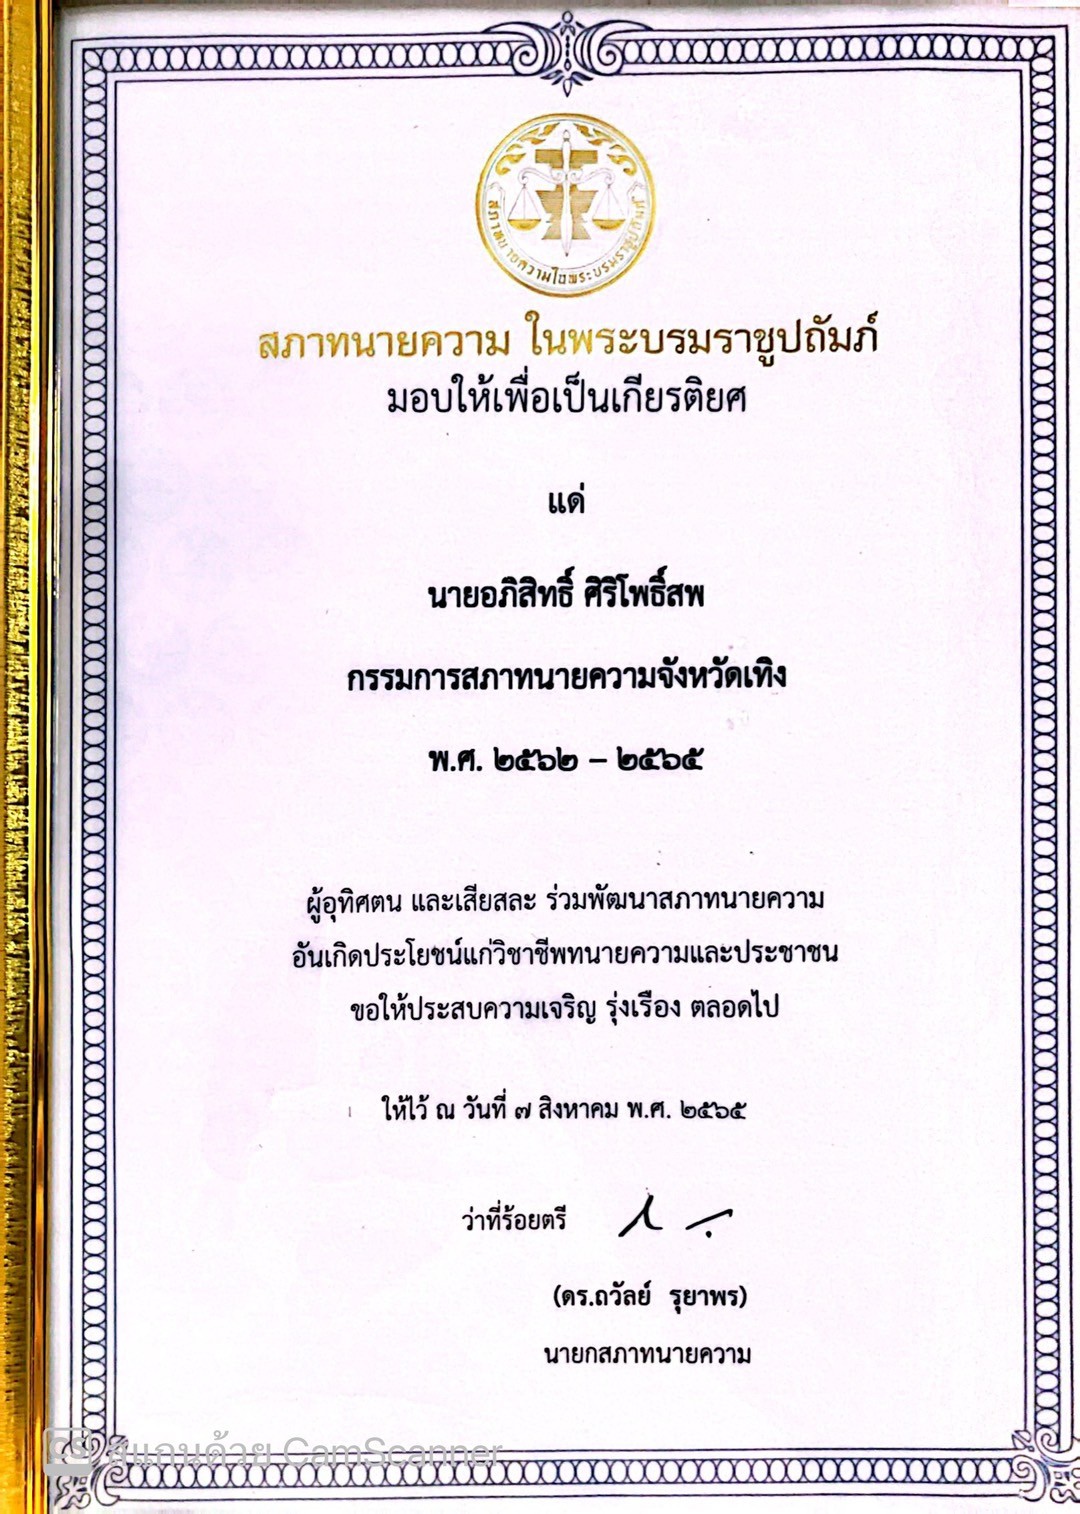 สภาทนายความในพระบรมราชูปถัมภ์
สภาทนายความ ในพระบรมราชูปถัมภ์
มอบให้เพื่อเป็นเกียรติยศ
แด่
นายอภิสิทธิ์ ศิริโพธิ์สพ
กรรมการสภาทนายความจังหวัดเทิง
พ.ศ. ๒๕๖๒ – ๒๕๖๕
ผู้อุทิศตน และเสียสละ ร่วมพัฒนาสภาทนายความ
อันเกิดประโยชน์แก่วิชาชีพทนายความและประชาชน
ขอให้ประสบความเจริญ รุ่งเรือง ตลอดไป
ให้ไว้ ณ วันที่ ๗ สิงหาคม พ.ศ. ๒๕๖๕
ว่าที่ร้อยตรี
(ดร.ถวัลย์ รุยาพร)
นายกสภาทนายความ
CS สแกนด้วย CamScanner